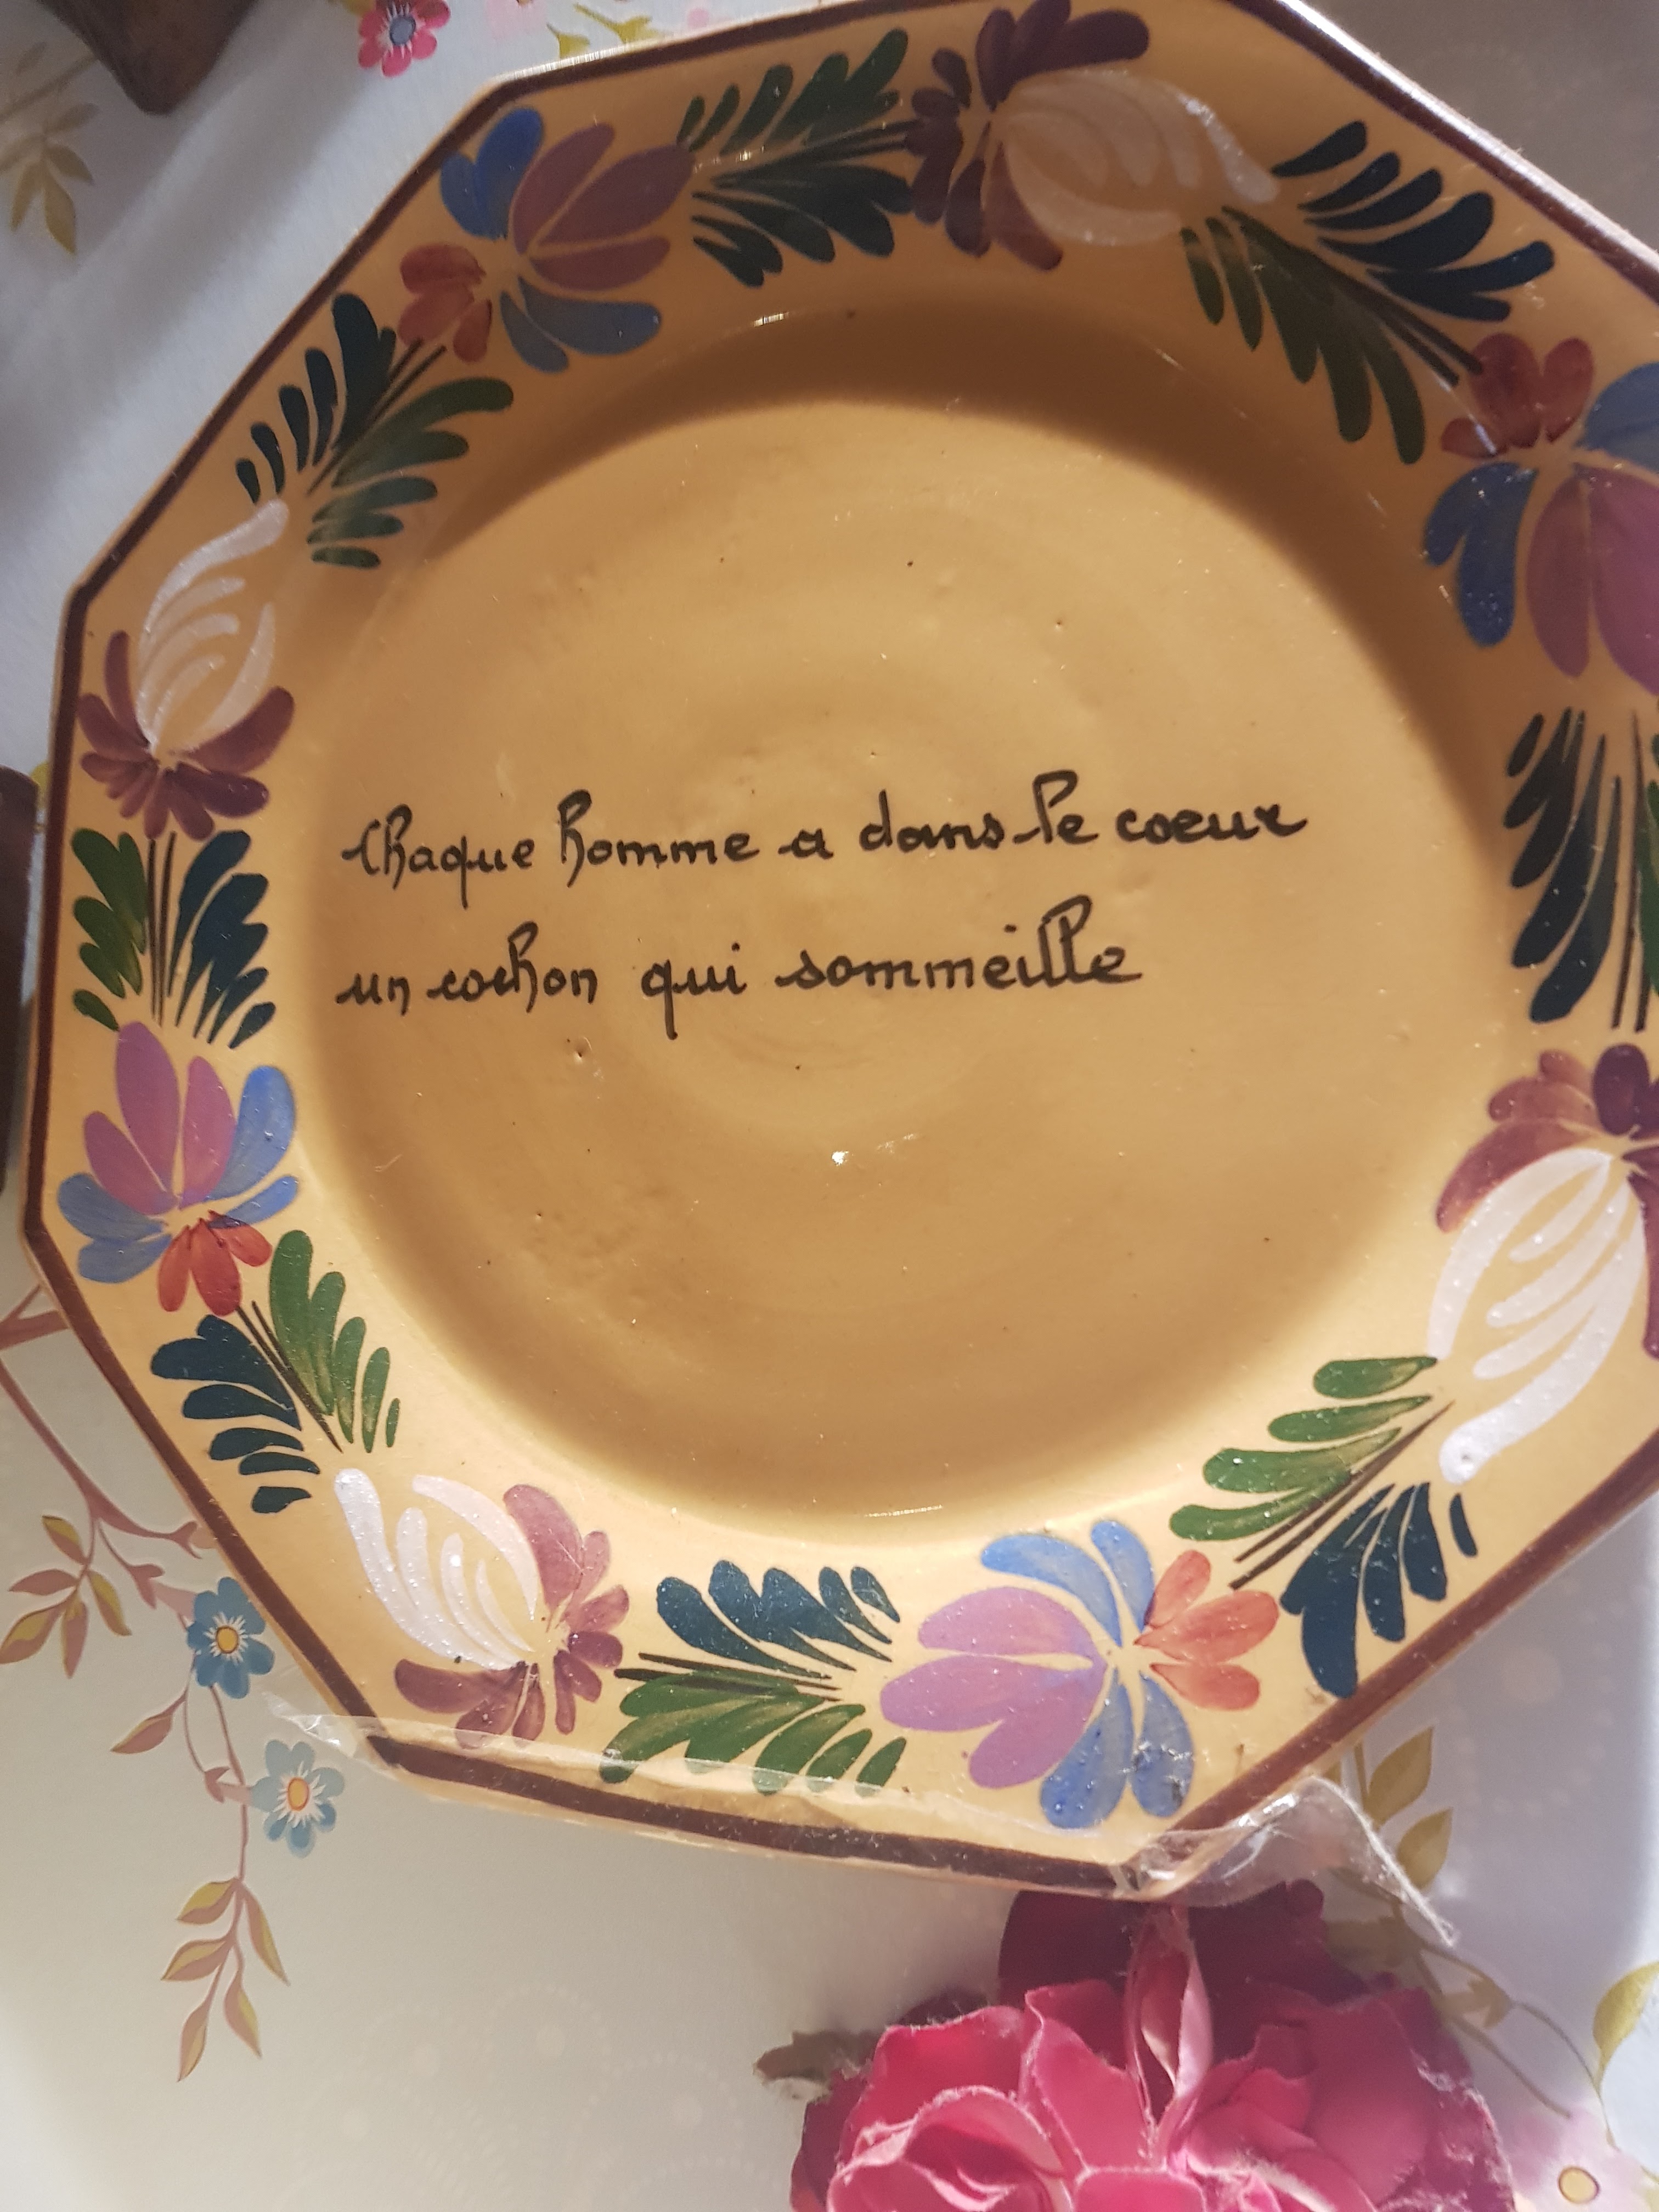 Chaque homme a dans le coeur
un cochon qui sommeille